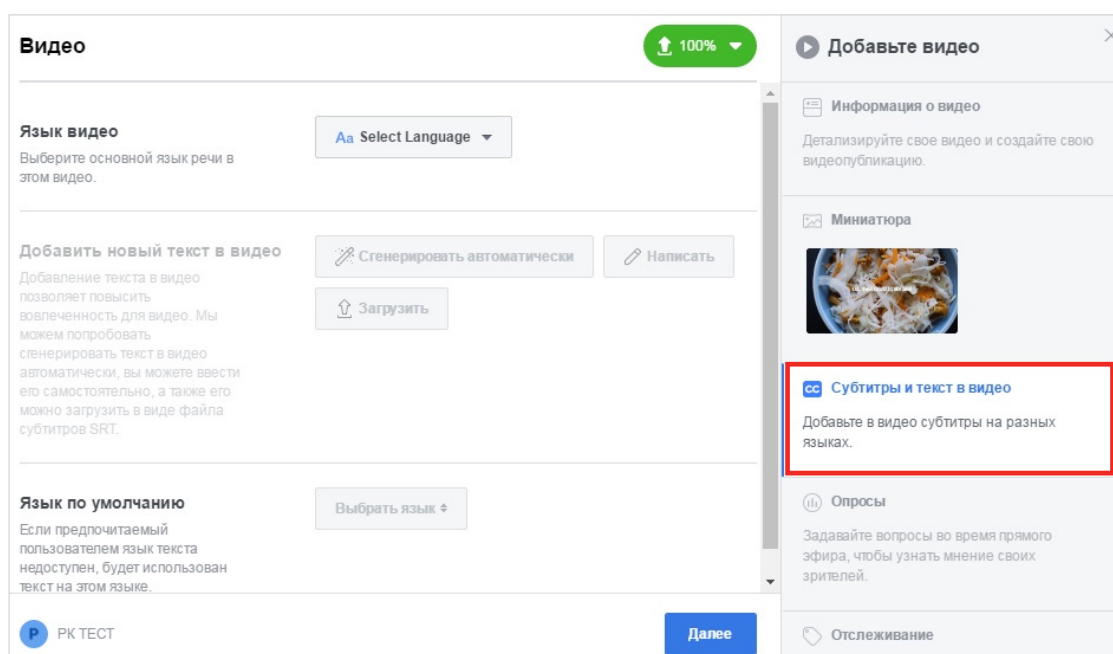 Видео
100%
Язык видео
Выберите основной язык речи в
этом видео.
Aa Select Language
Добавить новый текст в видео
Добавление текста в видео
позволяет повысить
вовлеченность для видео. Мы
можем попробовать
сгенерировать текст в видео
автоматически, вы можете ввести
его самостоятельно, а также его
можно загрузить в виде файла
субтитров SRT.
Сгенерировать автоматически
Написать
Загрузить
Язык по умолчанию
Если предпочитаемый
пользователем язык текста
недоступен, будет использован
текст на этом языке.
Выбрать язык
P РК ТЕСТ
Далее
Добавьте видео
Информация о видео
Детализируйте свое видео и создайте свою
видеопубликацию.
Миниатюра
CC Субтитры и текст в видео
Добавьте в видео субтитры на разных
языках.
Опросы
Задавайте вопросы во время прямого
эфира, чтобы узнать мнение своих
зрителей.
Отслеживание